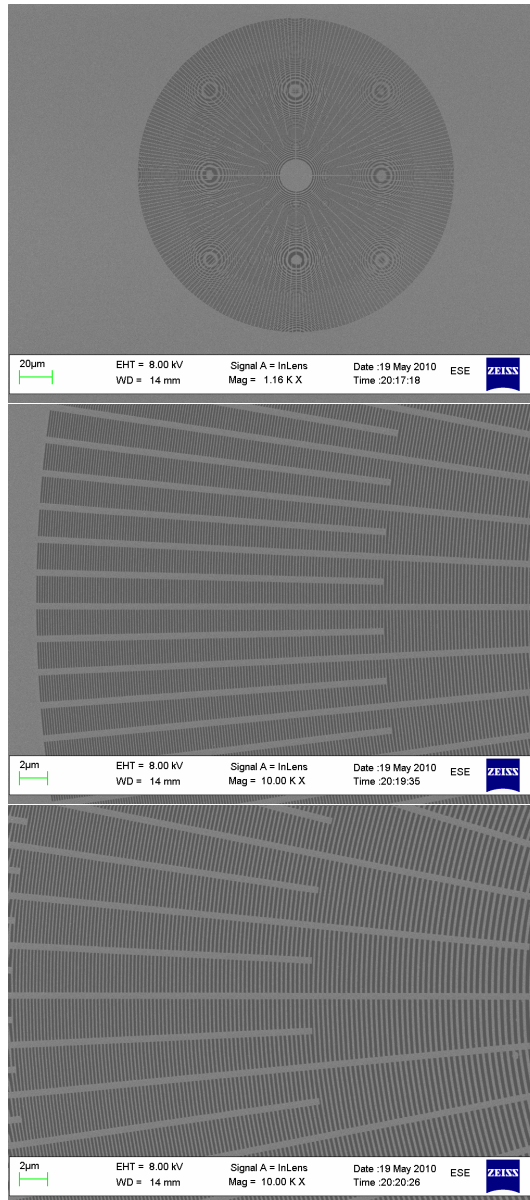 20µm
EHT = 8.00 kV Signal A = InLens Date :19 May 2010 ESE ZEISS
WD = 14 mm Mag = 1.16 K X Time :20:17:18
2µm
EHT = 8.00 kV Signal A = InLens Date :19 May 2010 ESE ZEISS
WD = 14 mm Mag = 10.00 K X Time :20:19:35
2µm
EHT = 8.00 kV Signal A = InLens Date :19 May 2010 ESE ZEISS
WD = 14 mm Mag = 10.00 K X Time :20:20:26